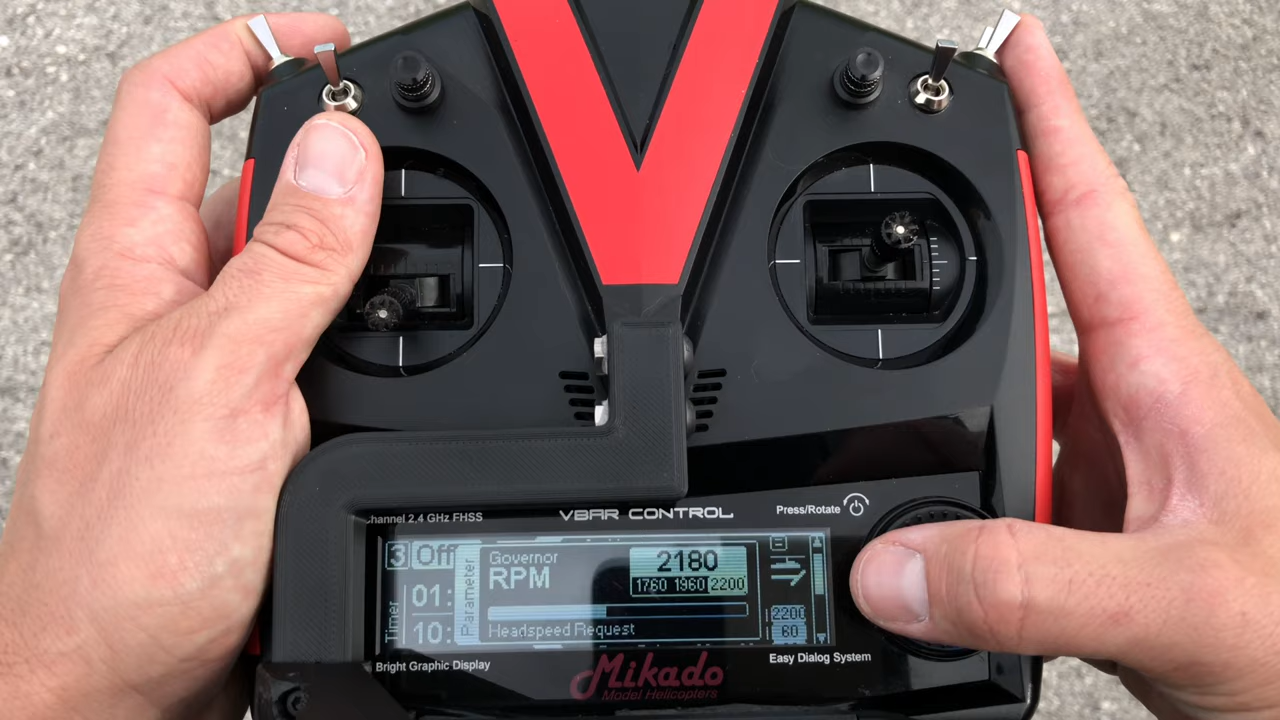 Channel 2,4 GHz FHSS
VBAR CONTROL
Press/Rotate
3 Off
Timer
01:
10:
Parameter
Governor
RPM
2180
1760 1960 2200
Headspeed Request
2200
60
Bright Graphic Display
Easy Dialog System
Mikado
Model Helicopters